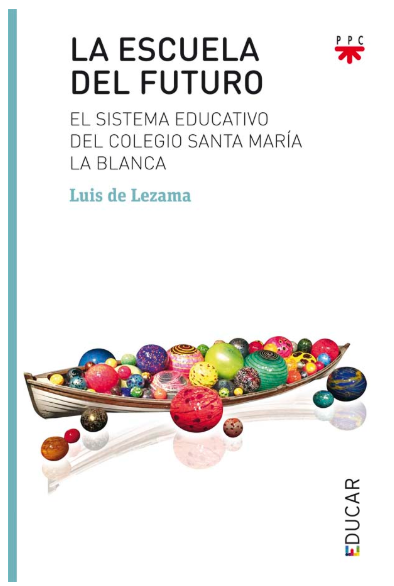 LA ESCUELA
DEL FUTURO
PPC
EL SISTEMA EDUCATIVO
DEL COLEGIO SANTA MARÍA
LA BLANCA
Luis de Lezama
EDUCAR